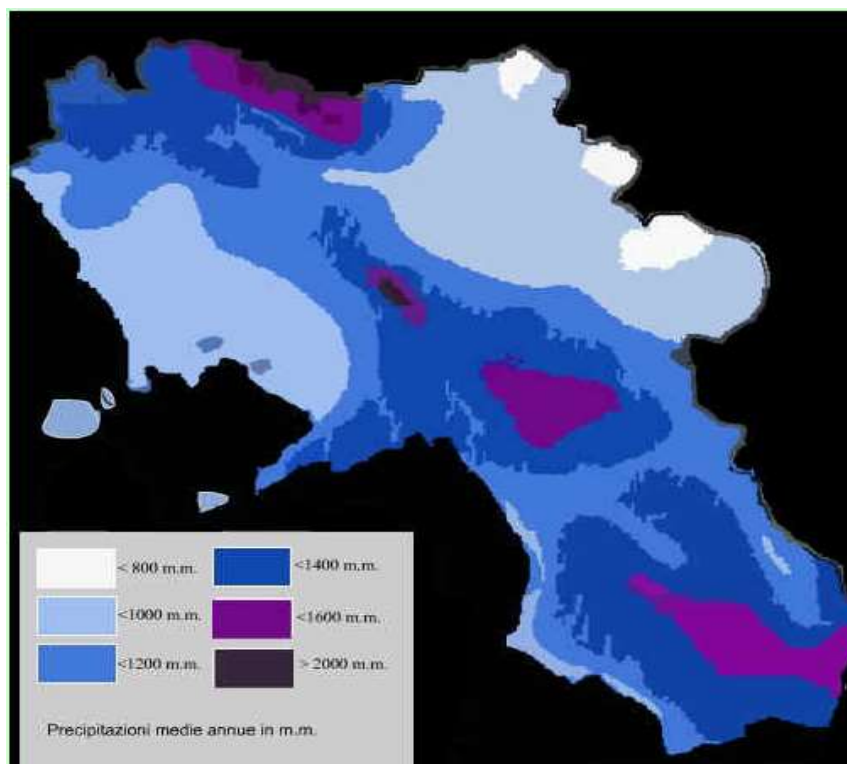 < 800 m.m.
<1000 m.m.
<1200 m.m.
<1400 m.m.
<1600 m.m.
> 2000 m.m.
Precipitazioni medie annue in m.m.